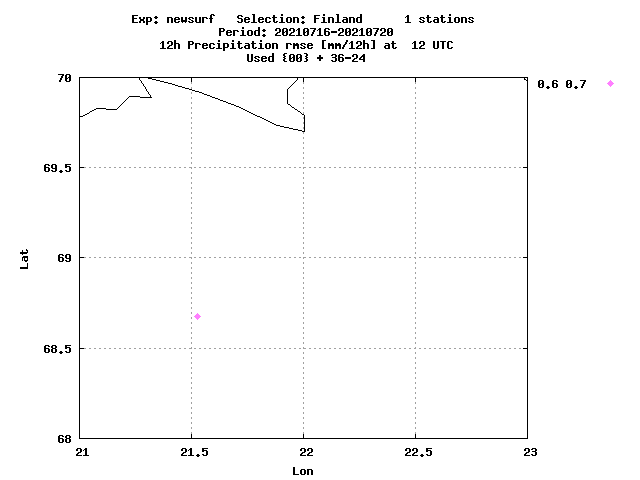 Exp: newsurf   Selection: Finland      1 stations
Period: 20210716-20210720
12h Precipitation rmse [mm/12h] at  12 UTC
Used {00} + 36-24
70
0.6 0.7
69.5
69
Lat
68.5
68
21
21.5
22
22.5
23
Lon